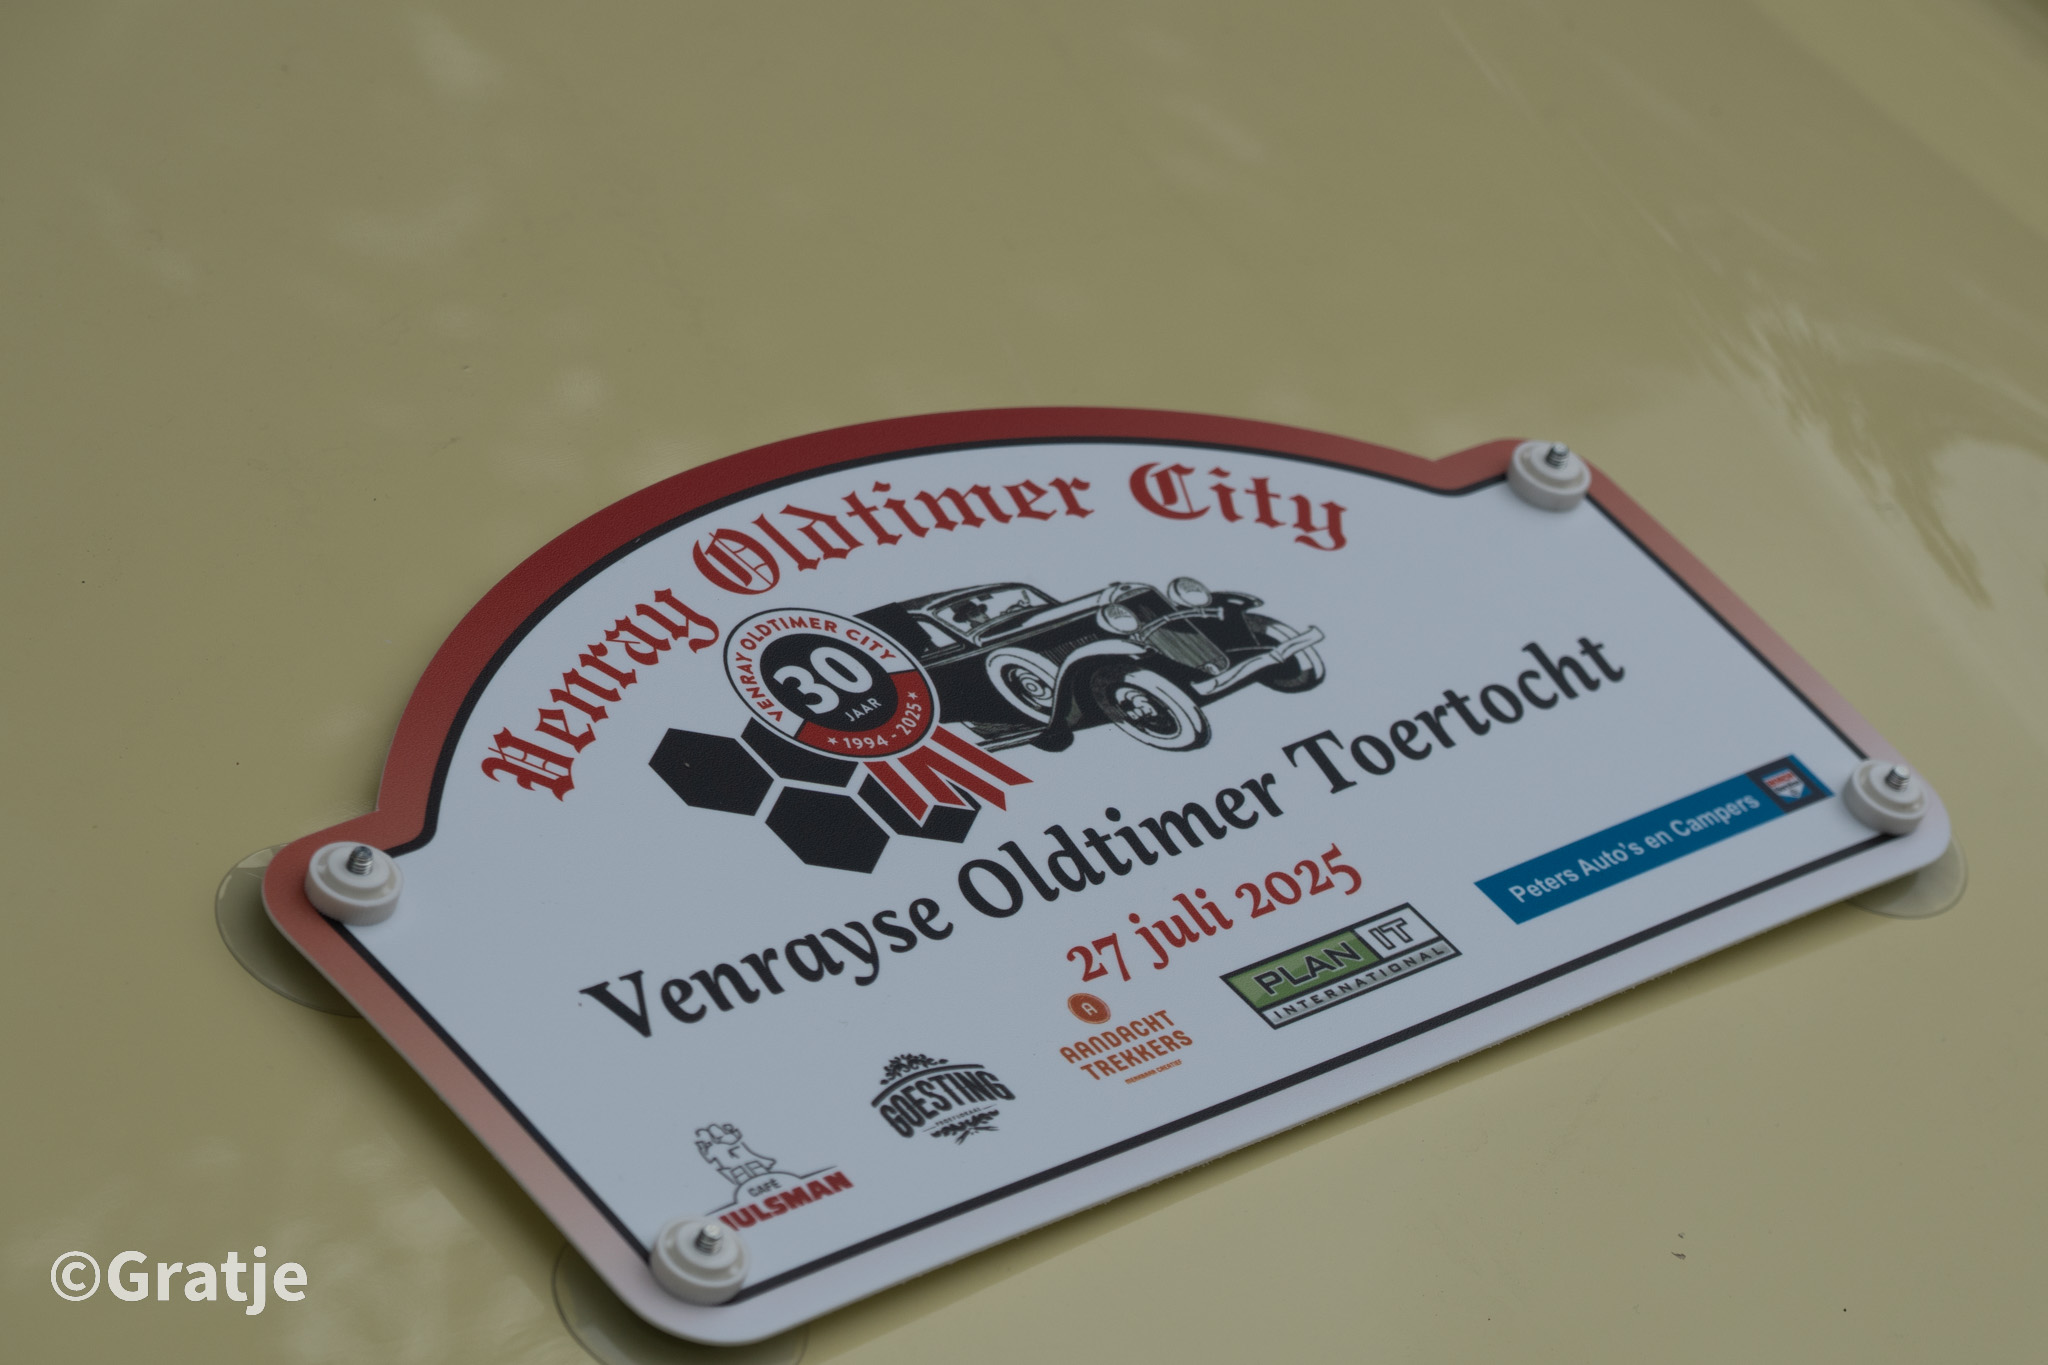 Venray Oldtimer City
VENRAY OLDTIMER CITY
30
JAAR
★ 1994 - 2025 ★
Venrayse Oldtimer Toertocht
27 juli 2025
Peters Auto's en Campers
PLAN IT
INTERNATIONAL
A
AANDACHT
TREKKERS
GOESTING
CAFÉ
©Gratje